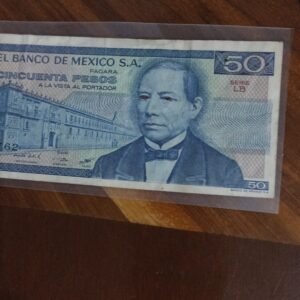 EL BANCO DE MEXICO S.A.
50
PAGARA
CINCUENTA PESOS
SERIE
LB
A LA VISTA AL PORTADOR
62
50